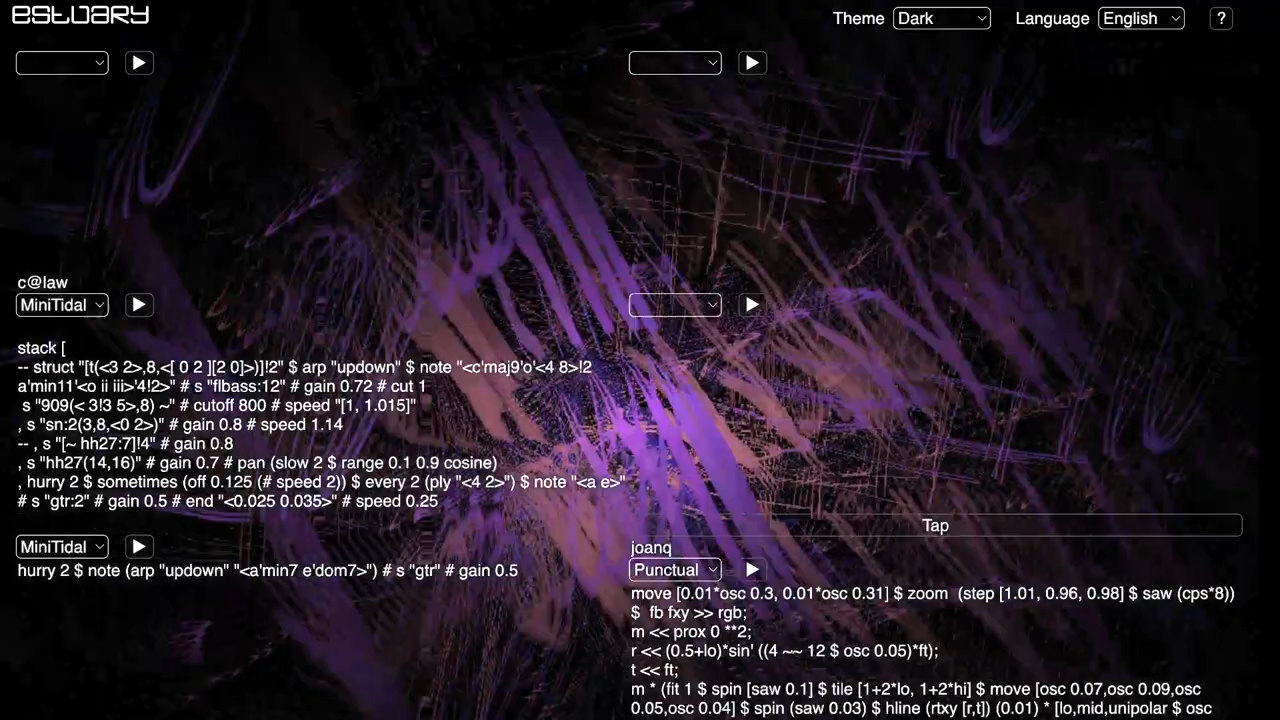 estuary
Theme Dark Language English ?
c@law
MiniTidal
stack [
-- struct "[t(<3 2>,8,<[ 0 2 ][2 0]>)]!2" $ arp "updown" $ note "<c'maj9'o'<4 8>!2
a'min11'<o ii iii>'4!2>" # s "flbass:12" # gain 0.72 # cut 1
s "909(< 3!3 5>,8) ~" # cutoff 800 # speed "[1, 1.015]"
, s "sn:2(3,8,<0 2>)" # gain 0.8 # speed 1.14
-- , s "[~ hh27:7]!4" # gain 0.8
, s "hh27(14,16)" # gain 0.7 # pan (slow 2 $ range 0.1 0.9 cosine)
, hurry 2 $ sometimes (off 0.125 (# speed 2)) $ every 2 (ply "<4 2>") $ note "<a e>"
# s "gtr:2" # gain 0.5 # end "<0.025 0.035>" # speed 0.25
MiniTidal
hurry 2 $ note (arp "updown" "<a'min7 e'dom7>") # s "gtr" # gain 0.5
Tap
joanq
Punctual
move [0.01*osc 0.3, 0.01*osc 0.31] $ zoom (step [1.01, 0.96, 0.98] $ saw (cps*8))
$ fb fxy >> rgb;
m << prox 0 **2;
r << (0.5+lo)*sin' ((4 ~~ 12 $ osc 0.05)*ft);
t << ft;
m * (fit 1 $ spin [saw 0.1] $ tile [1+2*lo, 1+2*hi] $ move [osc 0.07,osc 0.09,osc
0.05,osc 0.04] $ spin (saw 0.03) $ hline (rtxy [r,t]) (0.01) * [lo,mid,unipolar $ osc